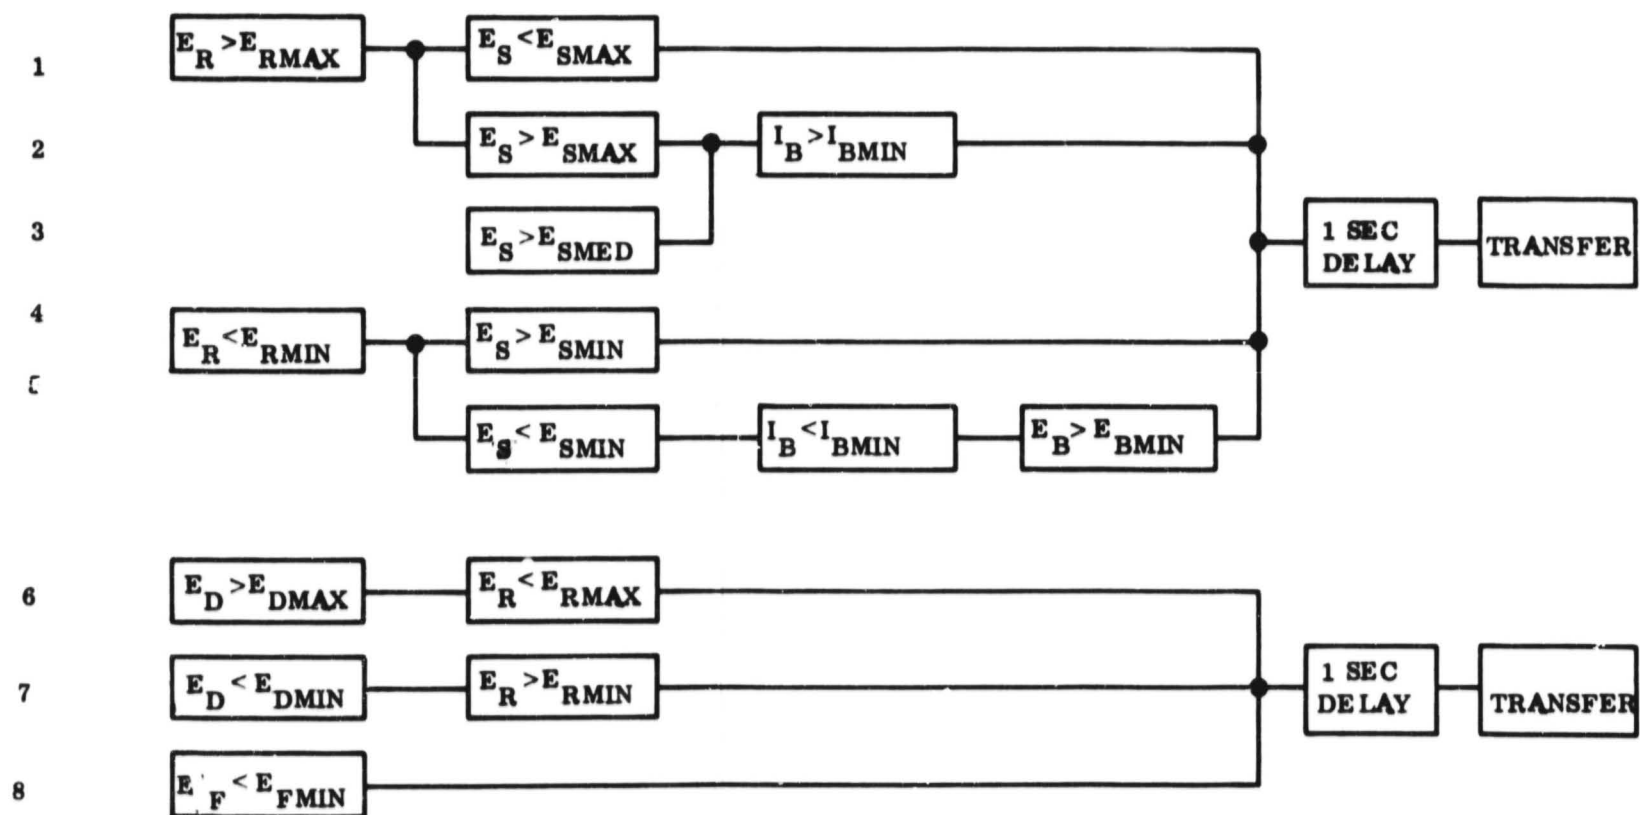 1
E_R > E_RMAX
E_S < E_SMAX
2
E_S > E_SMAX
I_B > I_BMIN
3
E_S > E_SMED
1 SEC
DELAY
TRANSFER
4
E_R < E_RMIN
E_S > E_SMIN
E_S < E_SMIN
I_B < I_BMIN
E_B > E_BMIN
6
E_D > E_DMAX
E_R < E_RMAX
7
E_D < E_DMIN
E_R > E_RMIN
1 SEC
DELAY
TRANSFER
8
E_F < E_FMIN